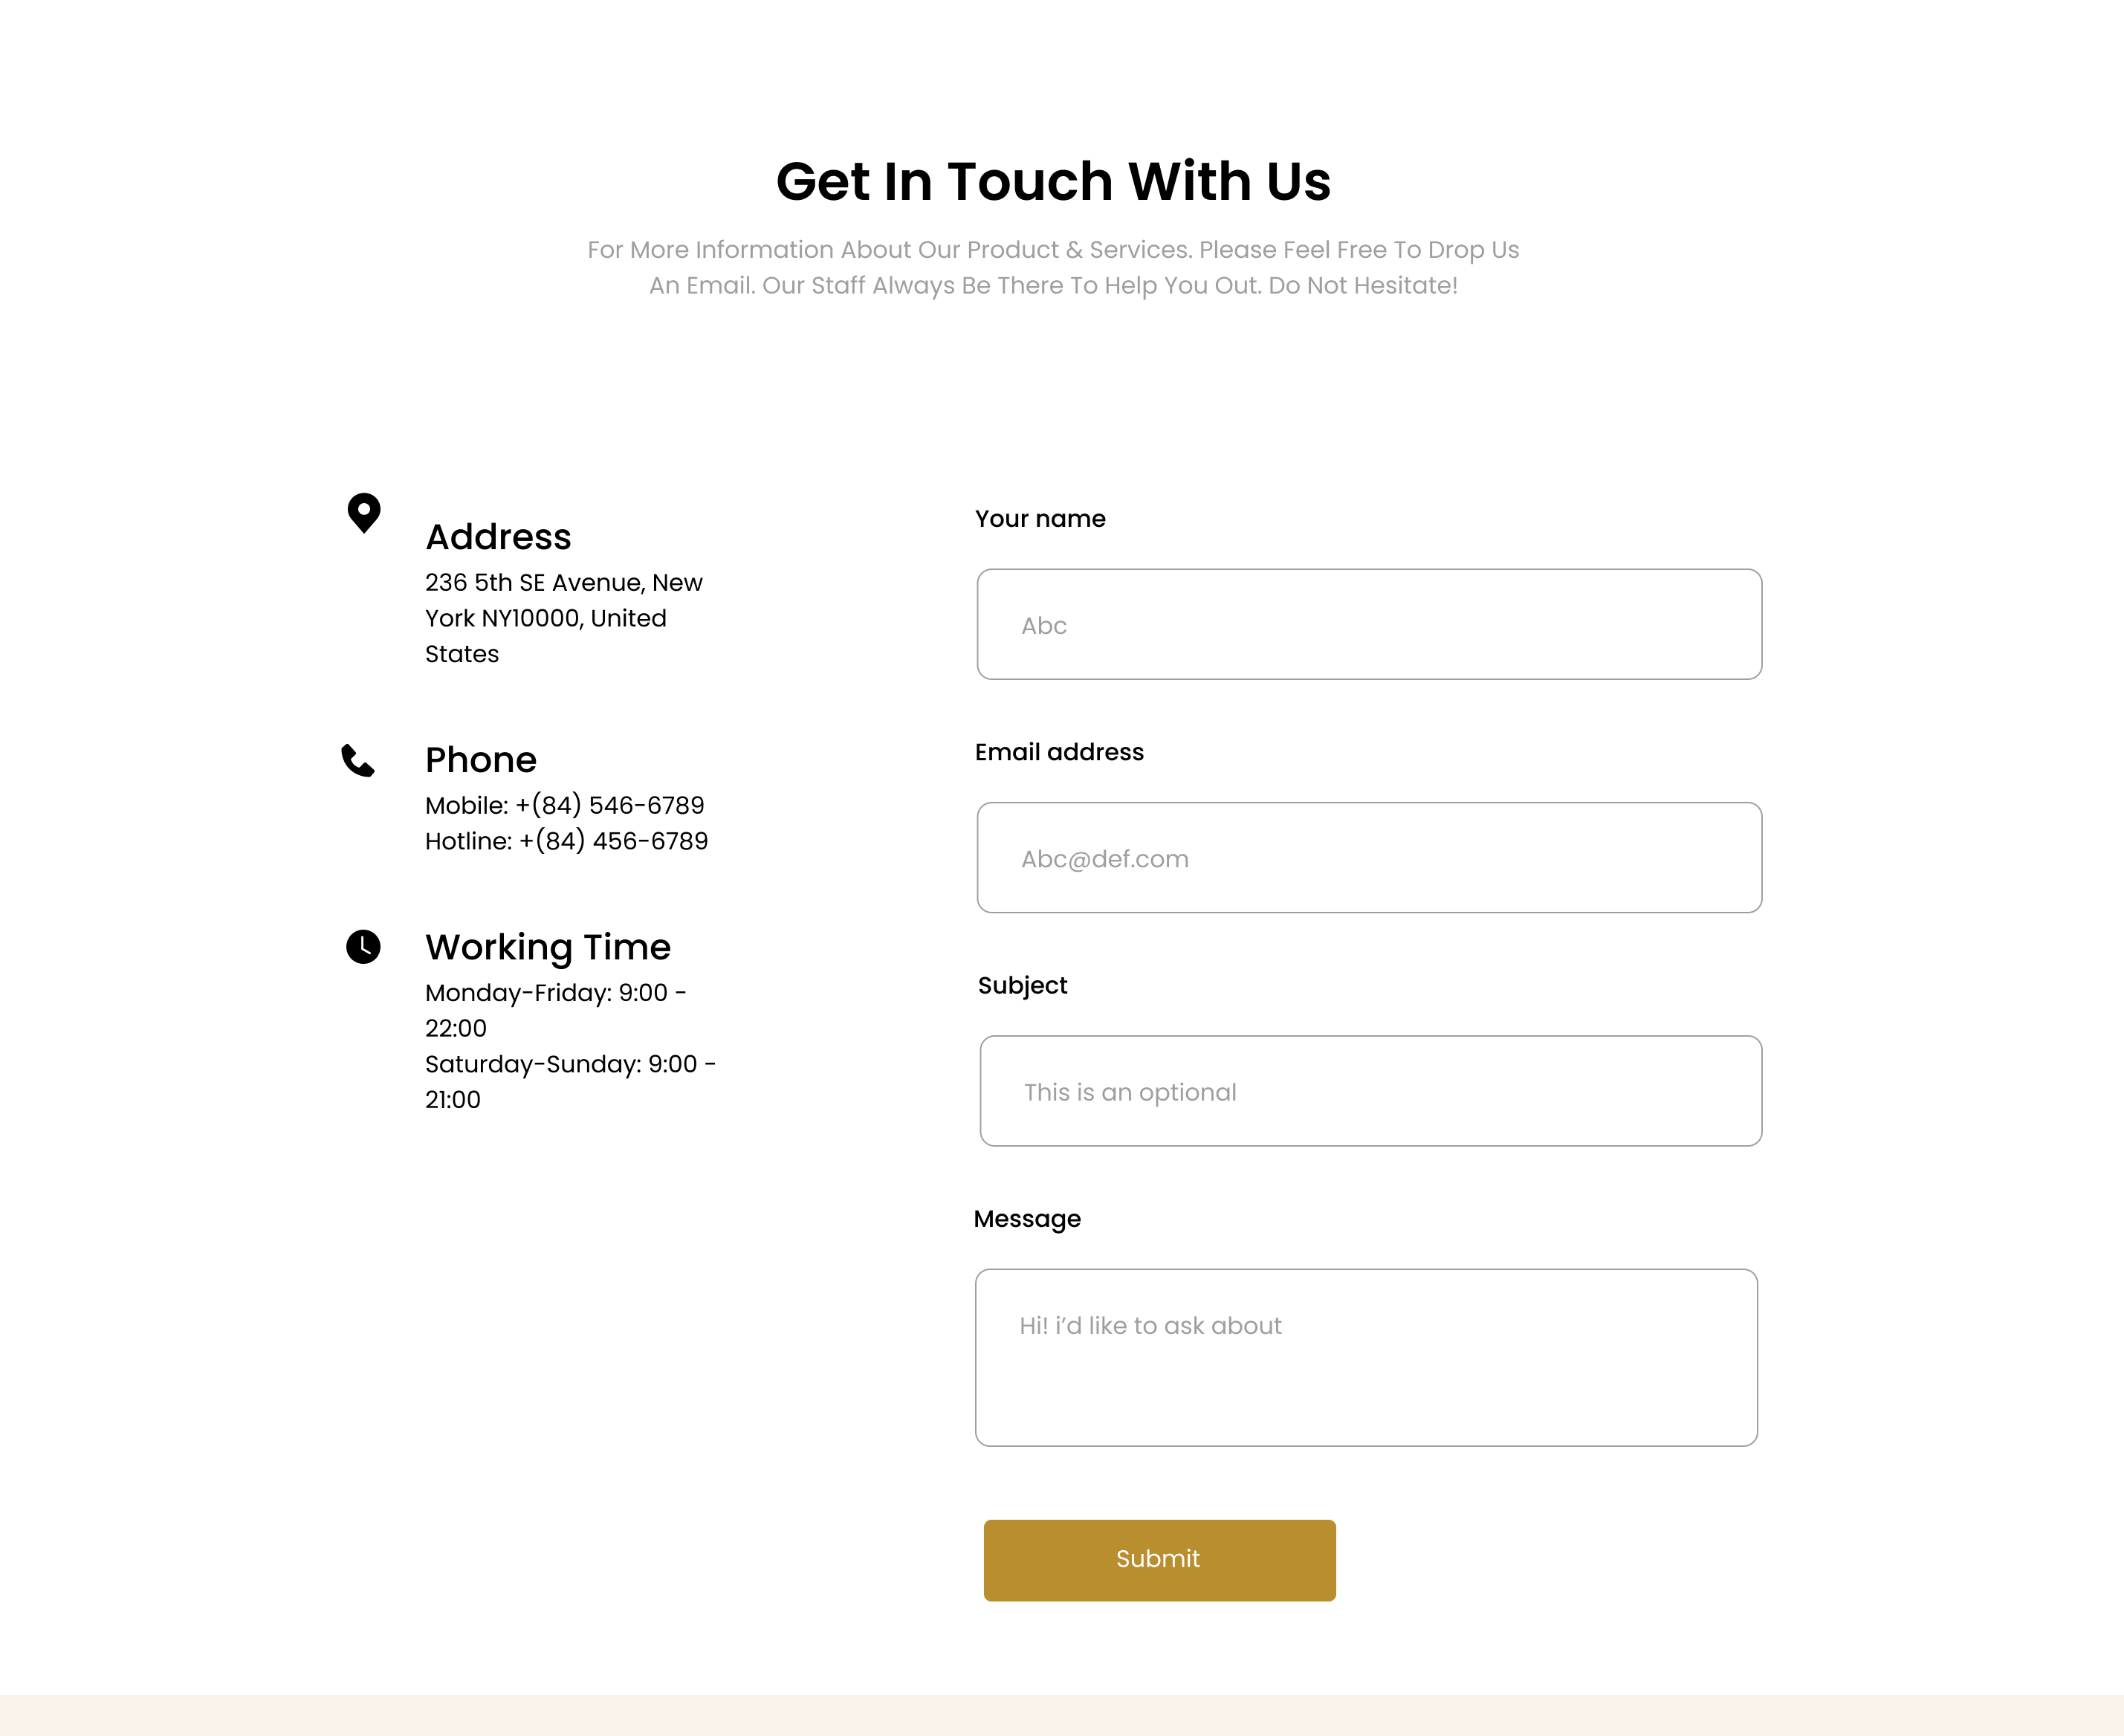 Get In Touch With Us
For More Information About Our Product & Services. Please Feel Free To Drop Us
An Email. Our Staff Always Be There To Help You Out. Do Not Hesitate!
Address
236 5th SE Avenue, New
York NY10000, United
States
Phone
Mobile: +(84) 546-6789
Hotline: +(84) 456-6789
Working Time
Monday-Friday: 9:00 -
22:00
Saturday-Sunday: 9:00 -
21:00
Your name
Abc
Email address
Abc@def.com
Subject
This is an optional
Message
Hi! i’d like to ask about
Submit